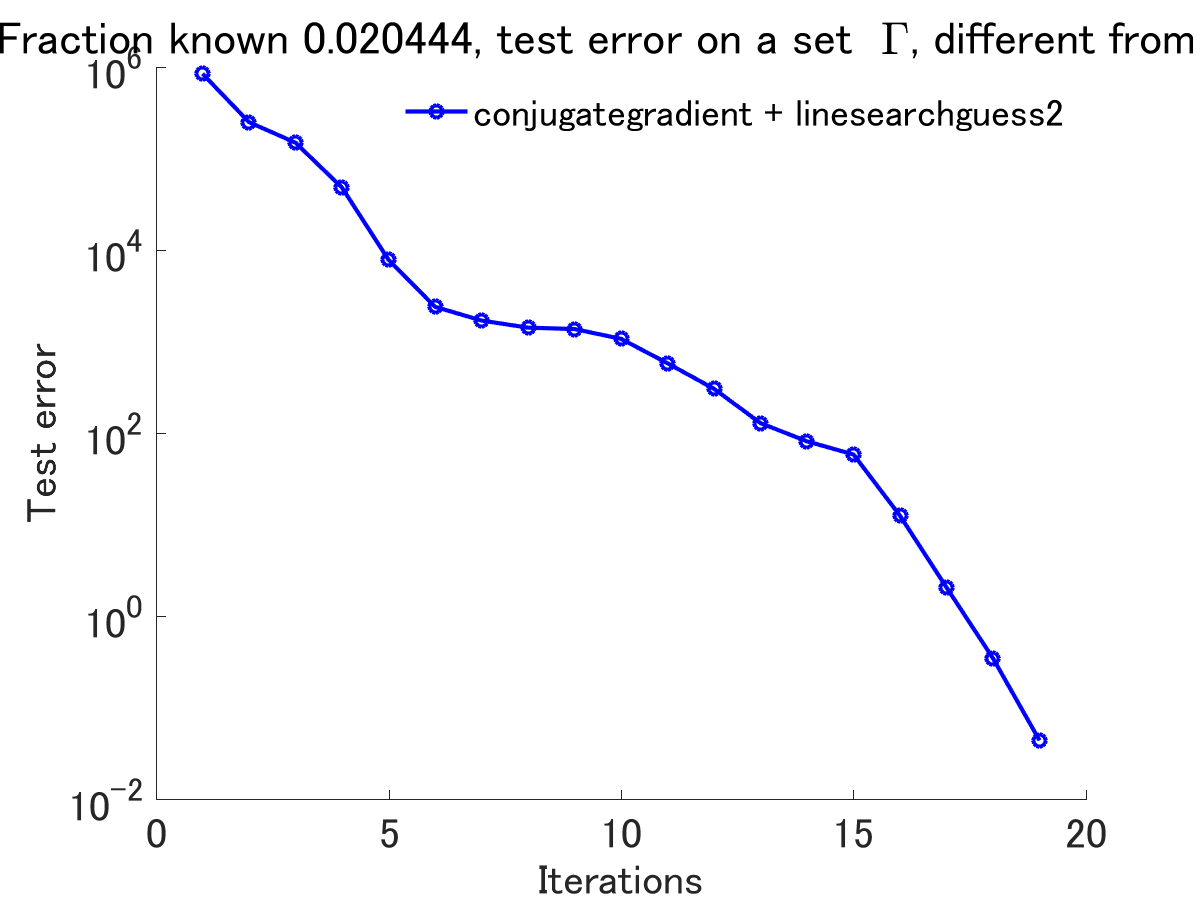 Fraction known 0.020444, test error on a set Γ, different from
10^6
conjugategradient + linesearchguess2
10^4
10^2
10^0
10^−2
Test error
0 5 10 15 20
Iterations